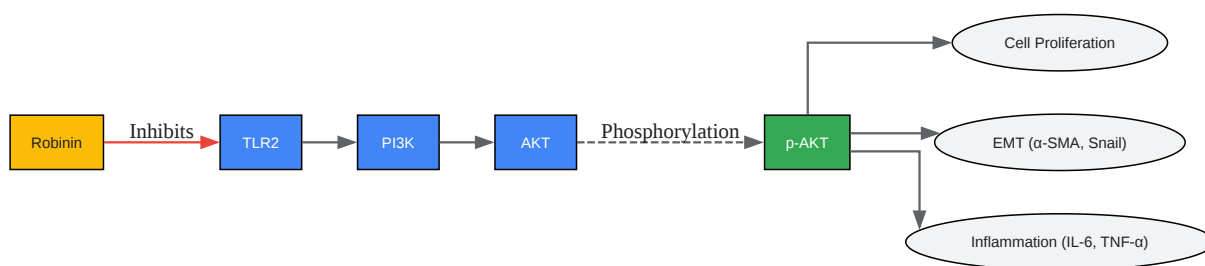 Cell Proliferation
Robinin
Inhibits
TLR2
PI3K
AKT
Phosphorylation
p-AKT
EMT (α-SMA, Snail)
Inflammation (IL-6, TNF-α)